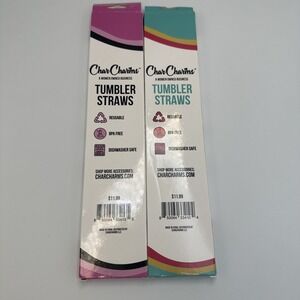 CharCharms
A WOMEN OWNED BUSINESS
TUMBLER
STRAWS
REUSABLE
BPA FREE
DISHWASHER SAFE
SHOP MORE ACCESSORIES
CHARCHARMS.COM
$11.99
CharCharms
A WOMEN OWNED BUSINESS
TUMBLER
STRAWS
REUSABLE
BPA FREE
DISHWASHER SAFE
SHOP MORE ACCESSORIES
CHARCHARMS.COM
$11.99